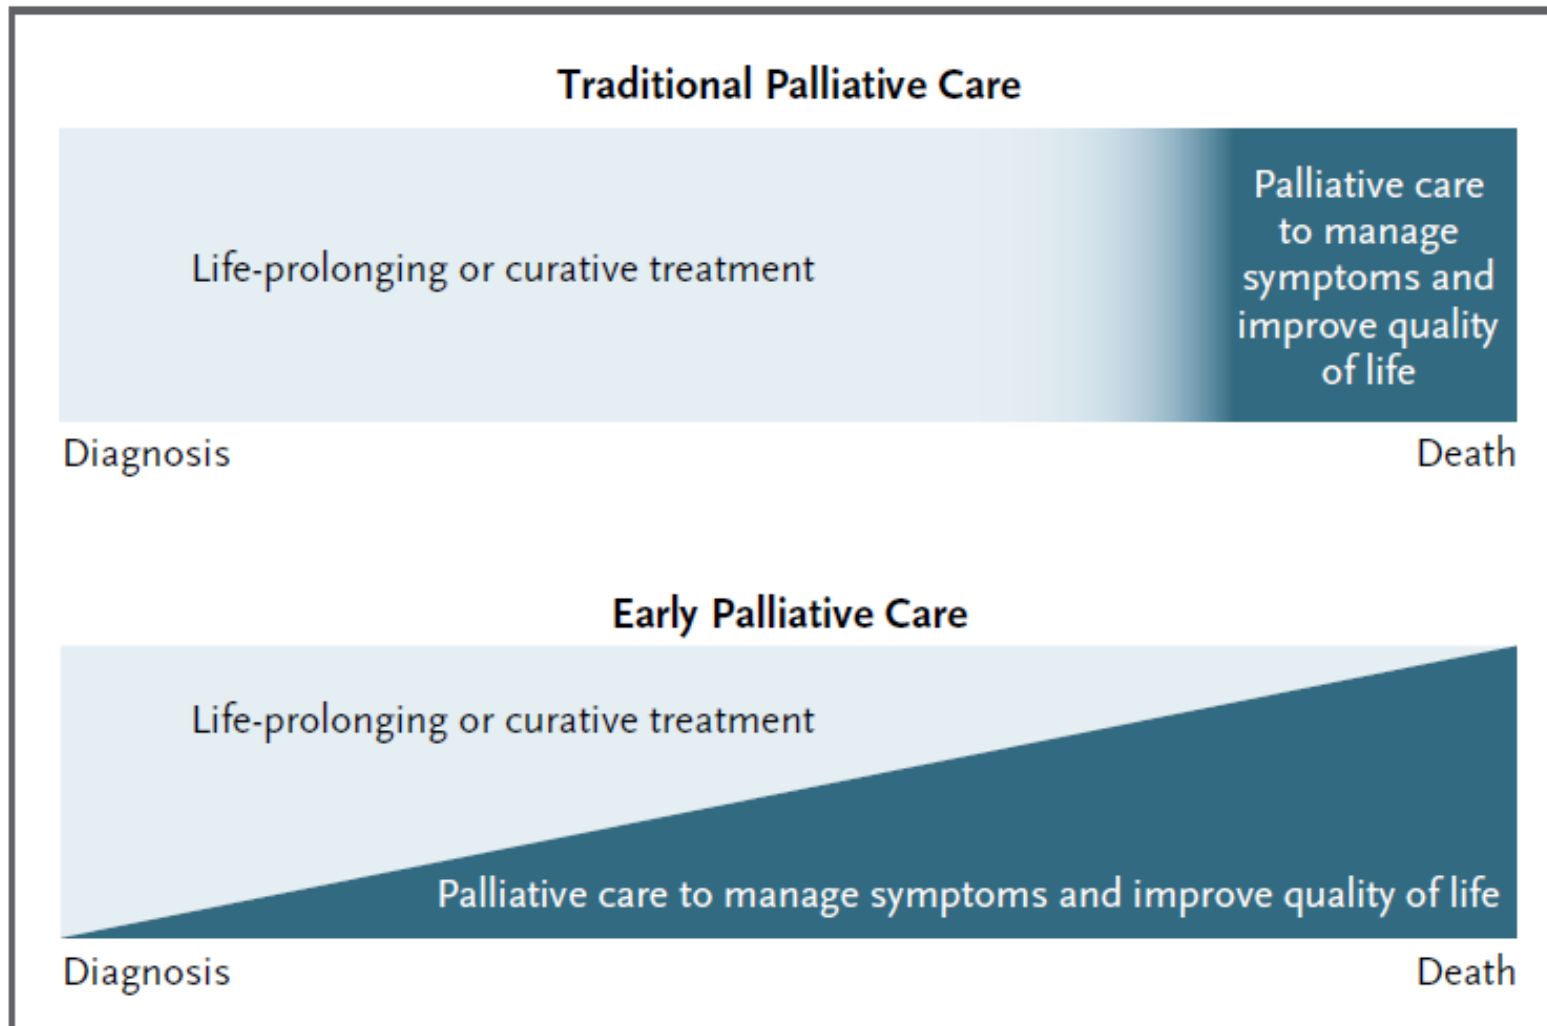 Traditional Palliative Care
Life-prolonging or curative treatment
Palliative care
to manage
symptoms and
improve quality
of life
Diagnosis
Death
Early Palliative Care
Life-prolonging or curative treatment
Palliative care to manage symptoms and improve quality of life
Diagnosis
Death